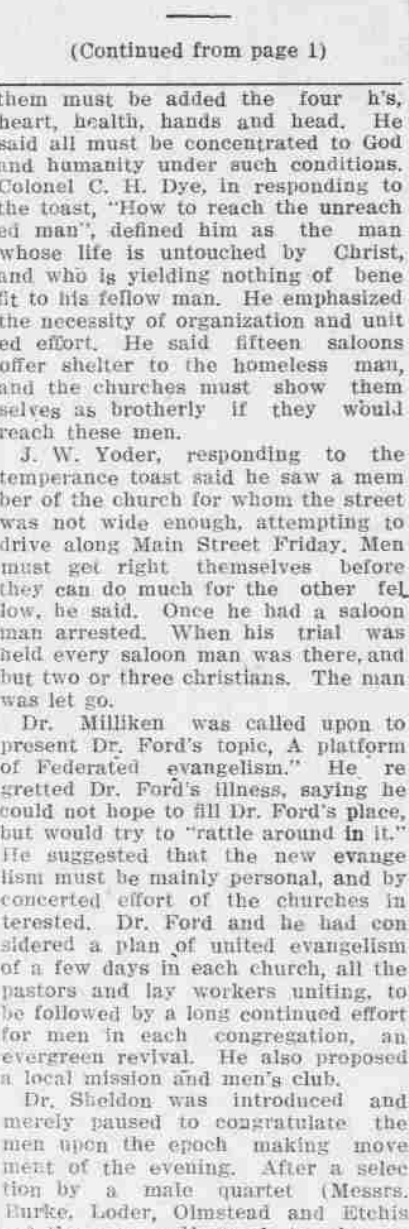 (Continued from page 1)
them must be added the four h's,
heart, health, hands and head. He
said all must be concentrated to God
and humanity under such conditions.
Colonel C. H. Dye, in responding to
the toast, "How to reach the unreach
ed man", defined him as the man
whose life is untouched by Christ,
and who is yielding nothing of bene
fit to his fellow man. He emphasized
the necessity of organization and unit
ed effort. He said fifteen saloons
offer shelter to the homeless man,
and the churches must show them
selves as brotherly if they would
reach these men.
J. W. Yoder, responding to the
temperance toast said he saw a mem
ber of the church for whom the street
was not wide enough, attempting to
drive along Main Street Friday. Men
must get right themselves before
they can do much for the other fel
low, he said. Once he had a saloon
man arrested. When his trial was
held every saloon man was there, and
but two or three christians. The man
was let go.
Dr. Milliken was called upon to
present Dr. Ford's topic, A platform
of Federated evangelism." He re
gretted Dr. Ford's illness, saying he
could not hope to fill Dr. Ford's place,
but would try to "rattle around in it."
He suggested that the new evange
lism must be mainly personal, and by
concerted effort of the churches in
terested. Dr. Ford and he had con
sidered a plan of united evangelism
of a few days in each church, all the
pastors and lay workers uniting, to
be followed by a long continued effort
for men in each congregation, an
evergreen revival. He also proposed
a local mission and men's club.
Dr. Sheldon was introduced and
merely paused to congratulate the
men upon the epoch making move
ment of the evening. After a selec
tion by a male quartet (Messrs.
Burke, Loder, Olmstead and Etchis